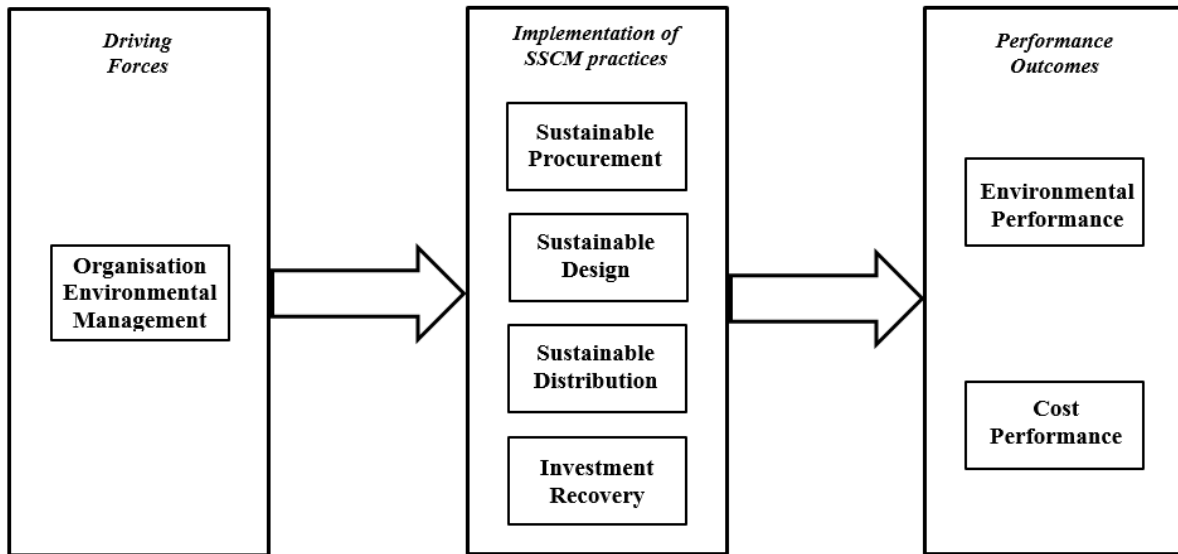 Driving
Forces
Organisation
Environmental
Management
Implementation of
SSCM practices
Sustainable
Procurement
Sustainable
Design
Sustainable
Distribution
Investment
Recovery
Performance
Outcomes
Environmental
Performance
Cost
Performance